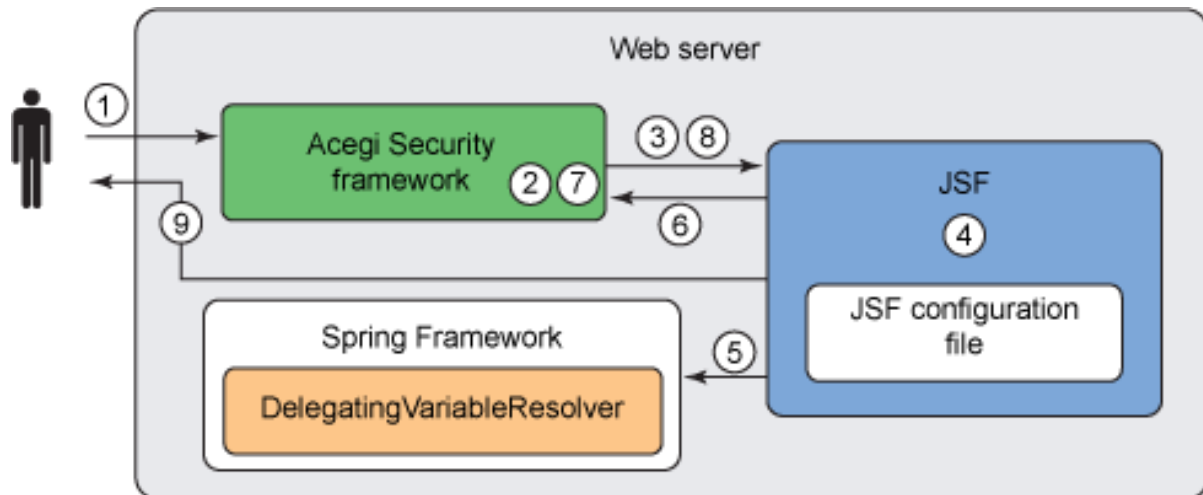 Web server
1
Acegi Security
framework
2 7
3 8
6
JSF
4
JSF configuration
file
9
Spring Framework
DelegatingVariableResolver
5